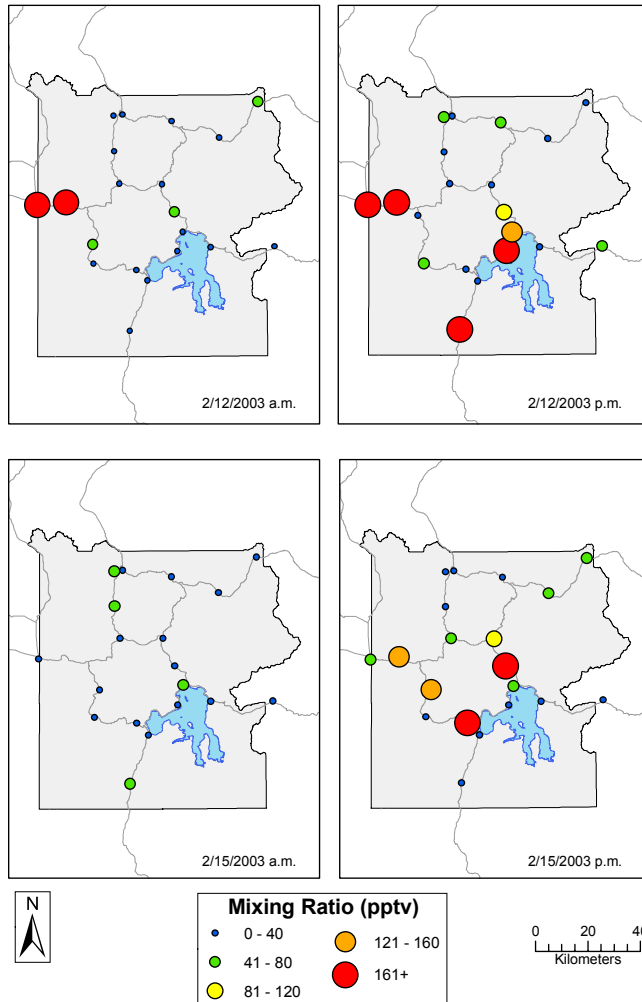 2/12/2003 a.m.
2/12/2003 p.m.
2/15/2003 a.m.
2/15/2003 p.m.
N
Mixing Ratio (pptv)
0 - 40
41 - 80
81 - 120
121 - 160
161+
0 20 40
Kilometers